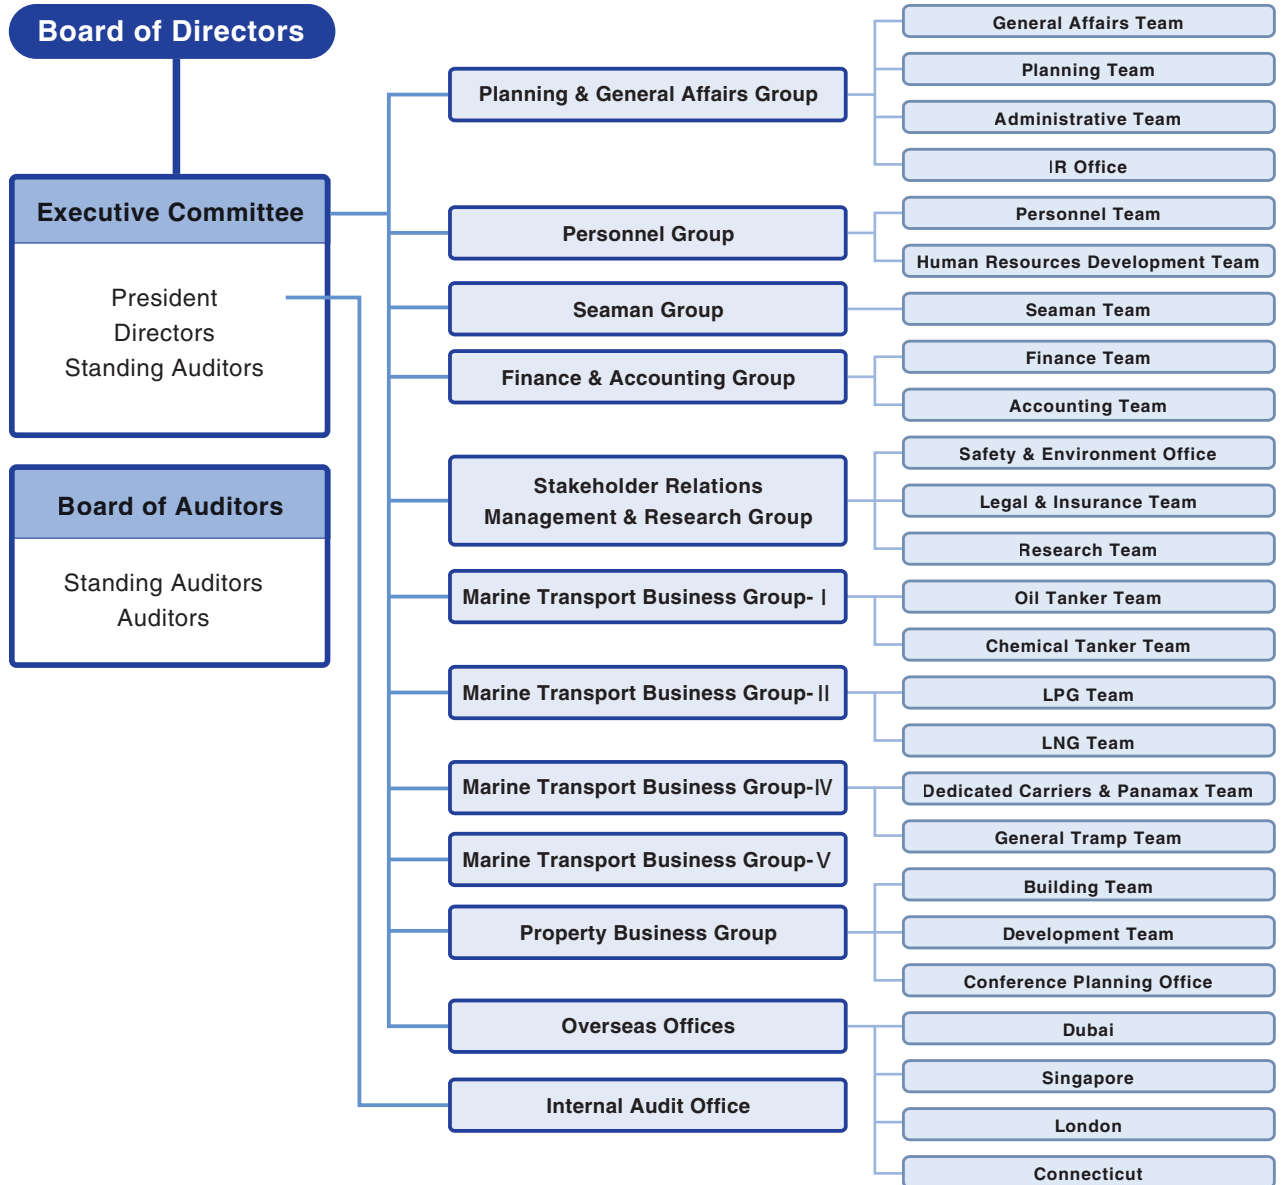 Board of Directors
Executive Committee
President
Directors
Standing Auditors
Board of Auditors
Standing Auditors
Auditors
Planning & General Affairs Group
General Affairs Team
Planning Team
Administrative Team
IR Office
Personnel Group
Personnel Team
Human Resources Development Team
Seaman Group
Seaman Team
Finance & Accounting Group
Finance Team
Accounting Team
Stakeholder Relations
Management & Research Group
Safety & Environment Office
Legal & Insurance Team
Research Team
Marine Transport Business Group-Ⅰ
Oil Tanker Team
Chemical Tanker Team
Marine Transport Business Group-Ⅱ
LPG Team
LNG Team
Marine Transport Business Group-Ⅳ
Dedicated Carriers & Panamax Team
General Tramp Team
Marine Transport Business Group-Ⅴ
Property Business Group
Building Team
Development Team
Conference Planning Office
Overseas Offices
Dubai
Singapore
London
Connecticut
Internal Audit Office